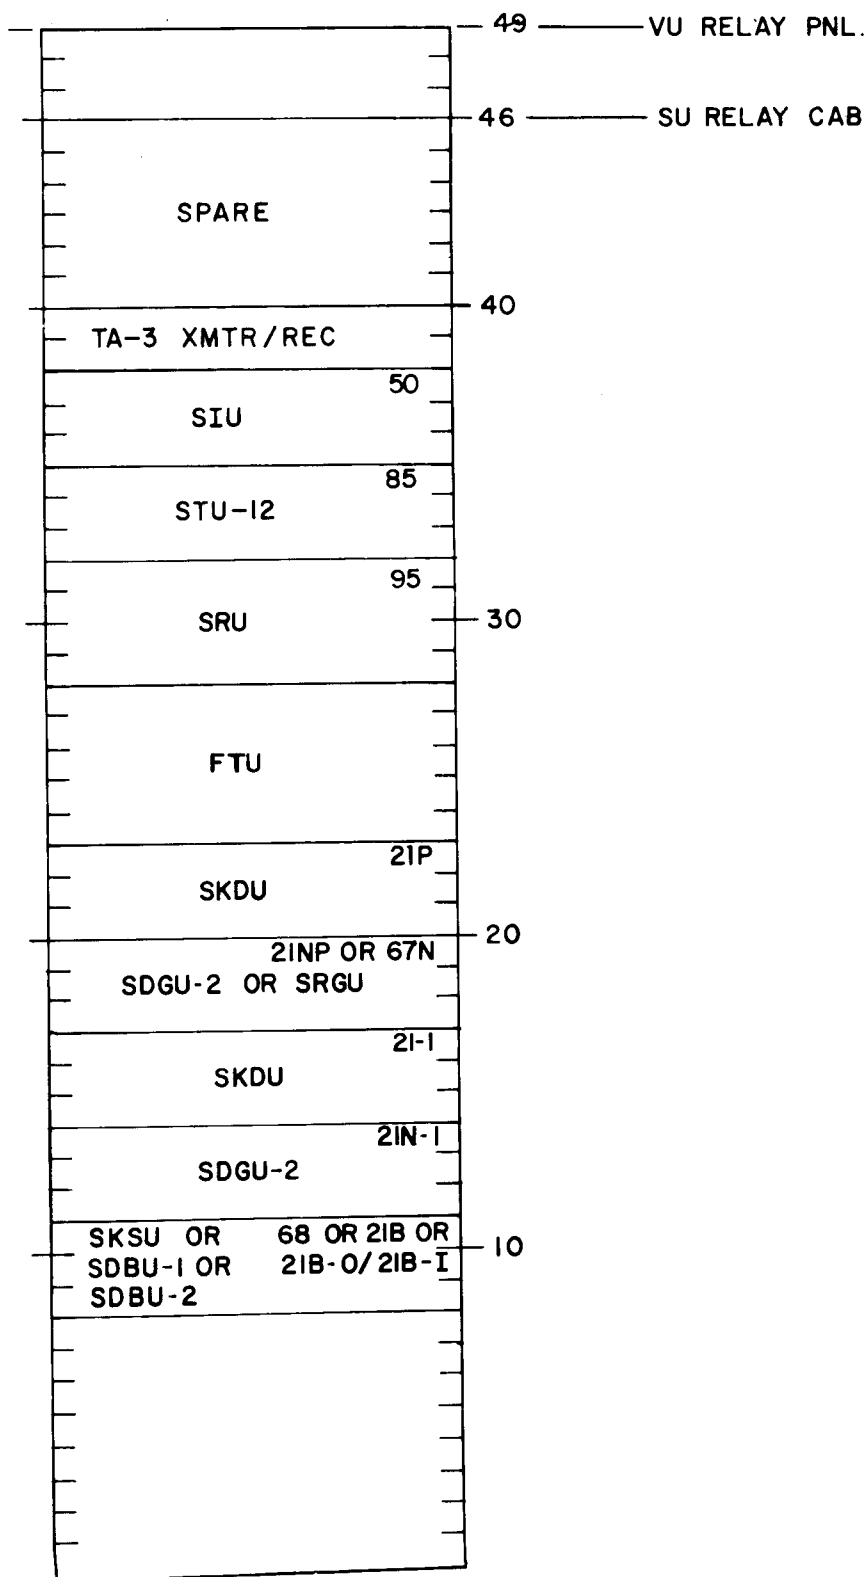 49 VU RELAY PNL.
46 SU RELAY CAB
SPARE
40
TA-3 XMTR/REC
50
SIU
85
STU-12
95
SRU
30
FTU
21P
SKDU
20
21NP OR 67N
SDGU-2 OR SRGU
21-1
SKDU
21N-1
SDGU-2
SKSU OR 68 OR 21B OR
10
SDBU-1 OR 21B-O/21B-I
SDBU-2